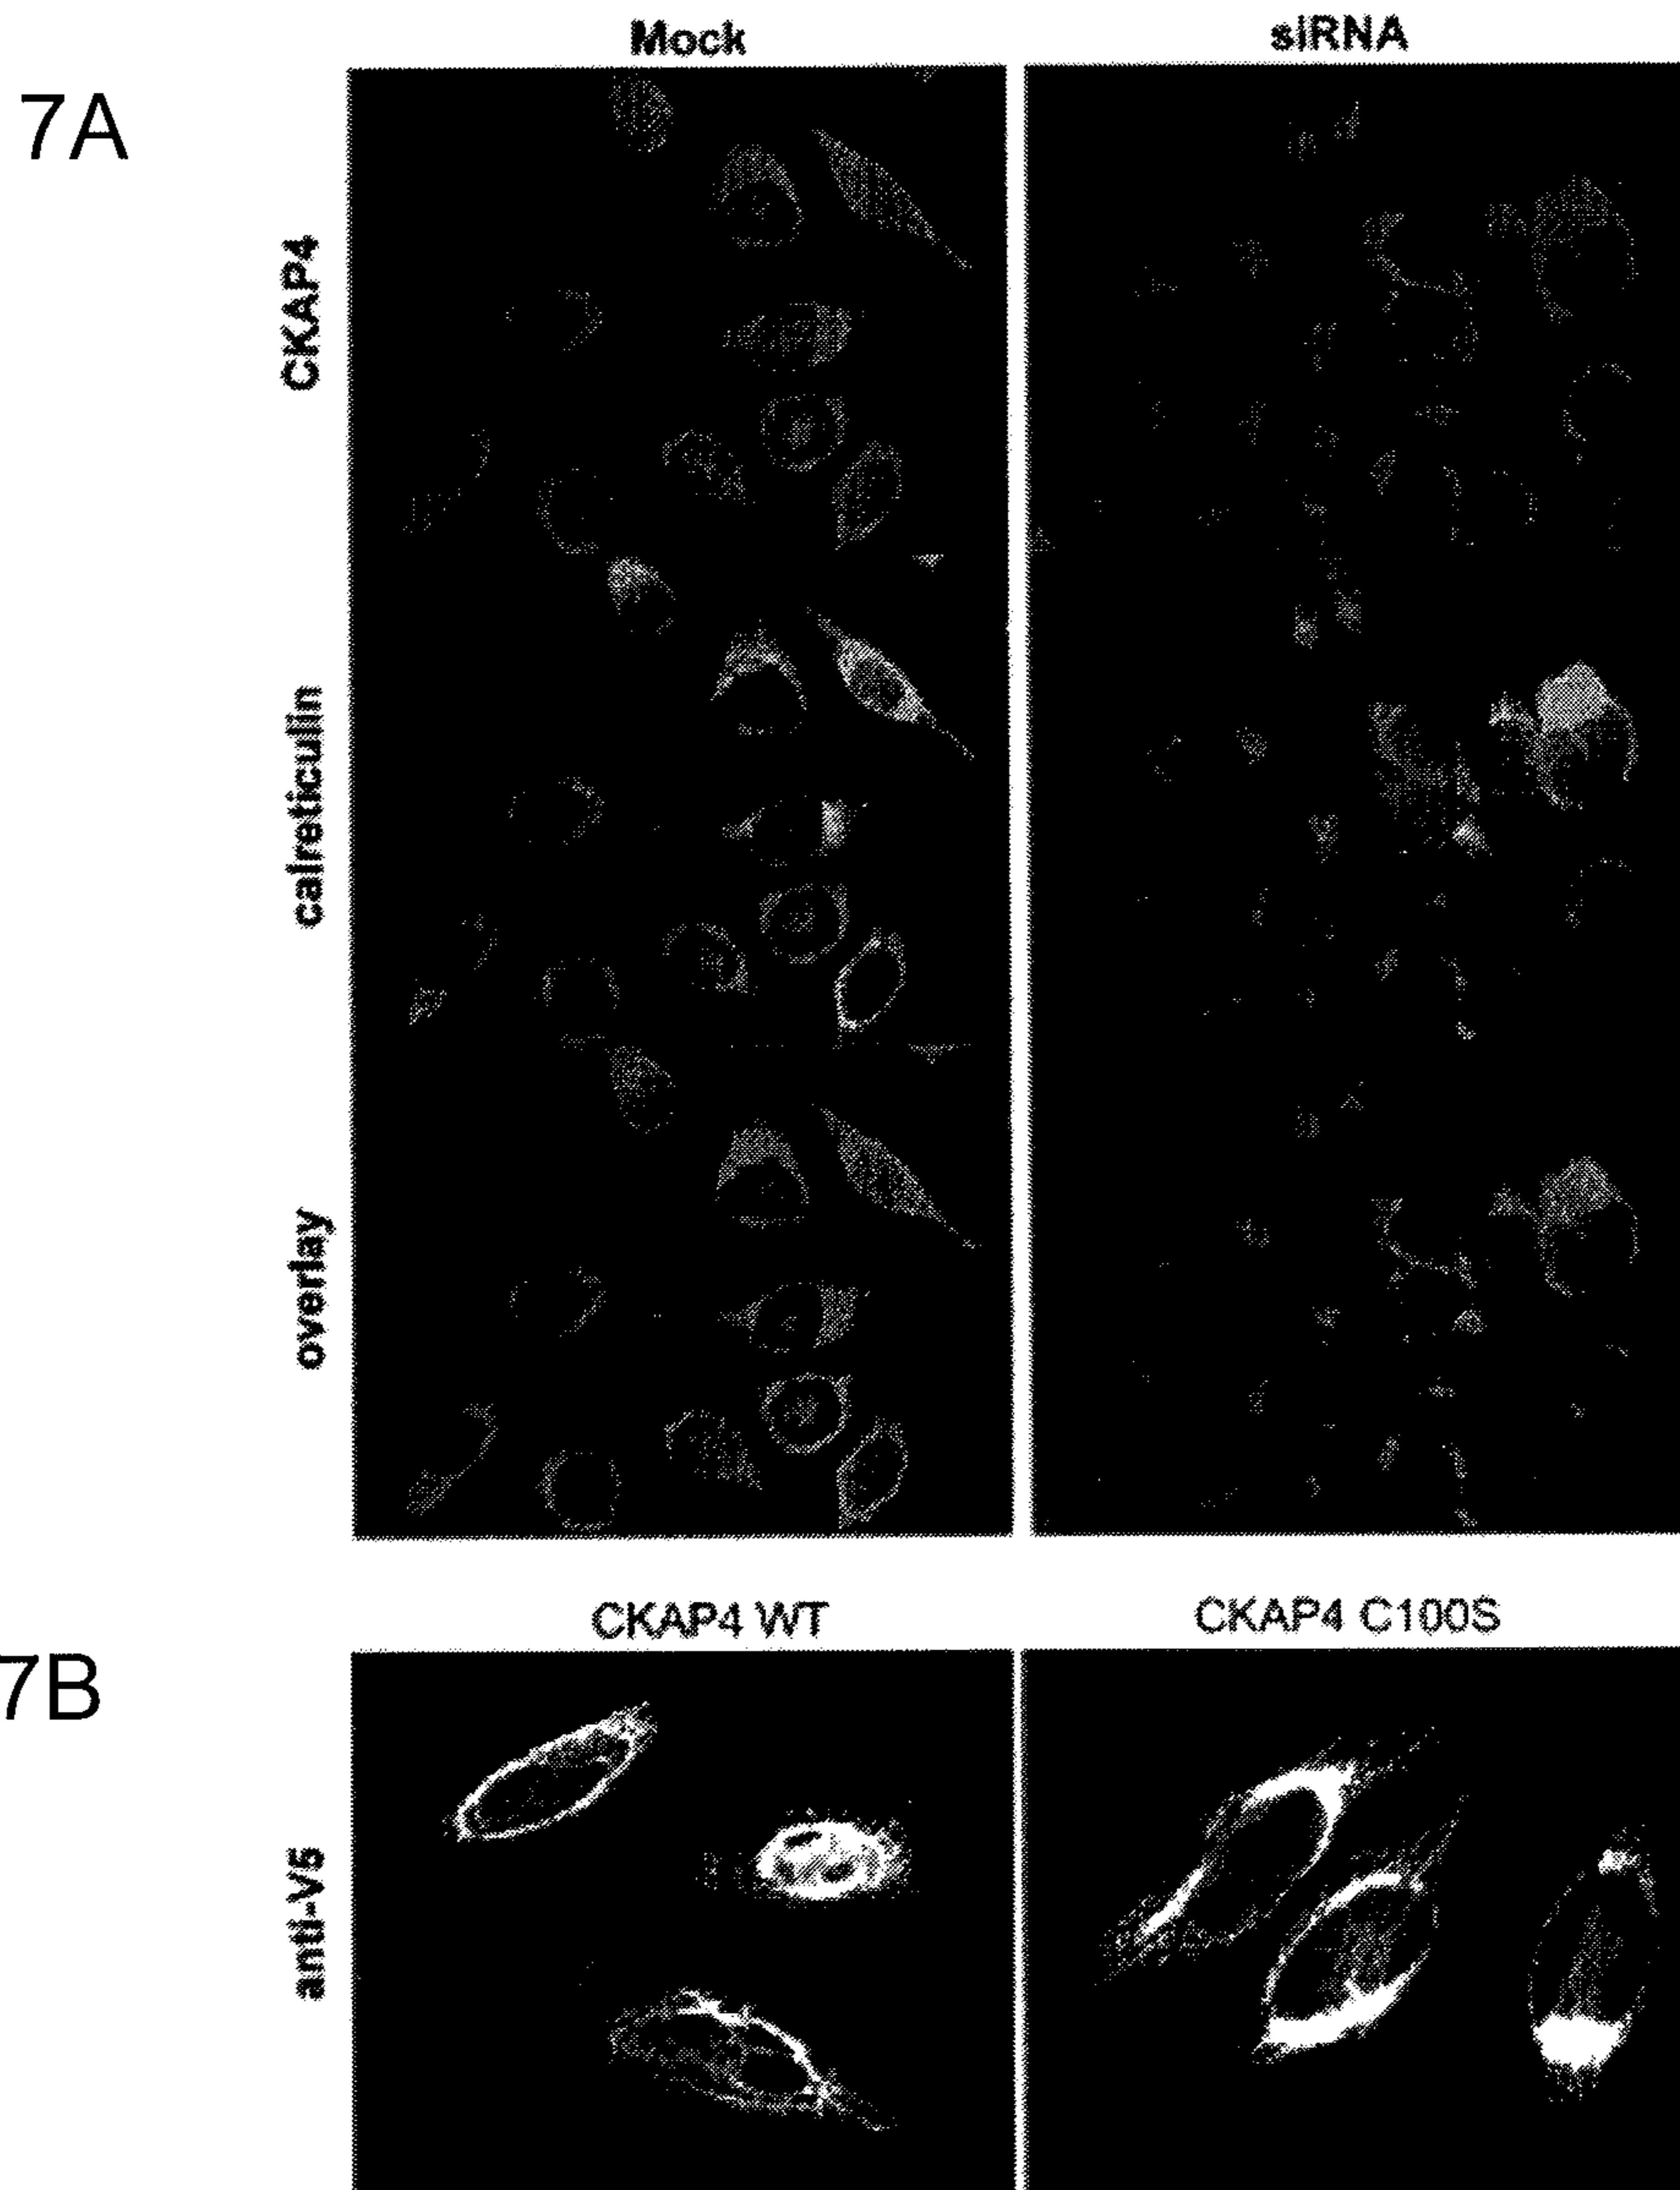 Mock siRNA
7A
CKAP4
calreticulin
overlay
CKAP4 WT CKAP4 C100S
7B
anti-V5